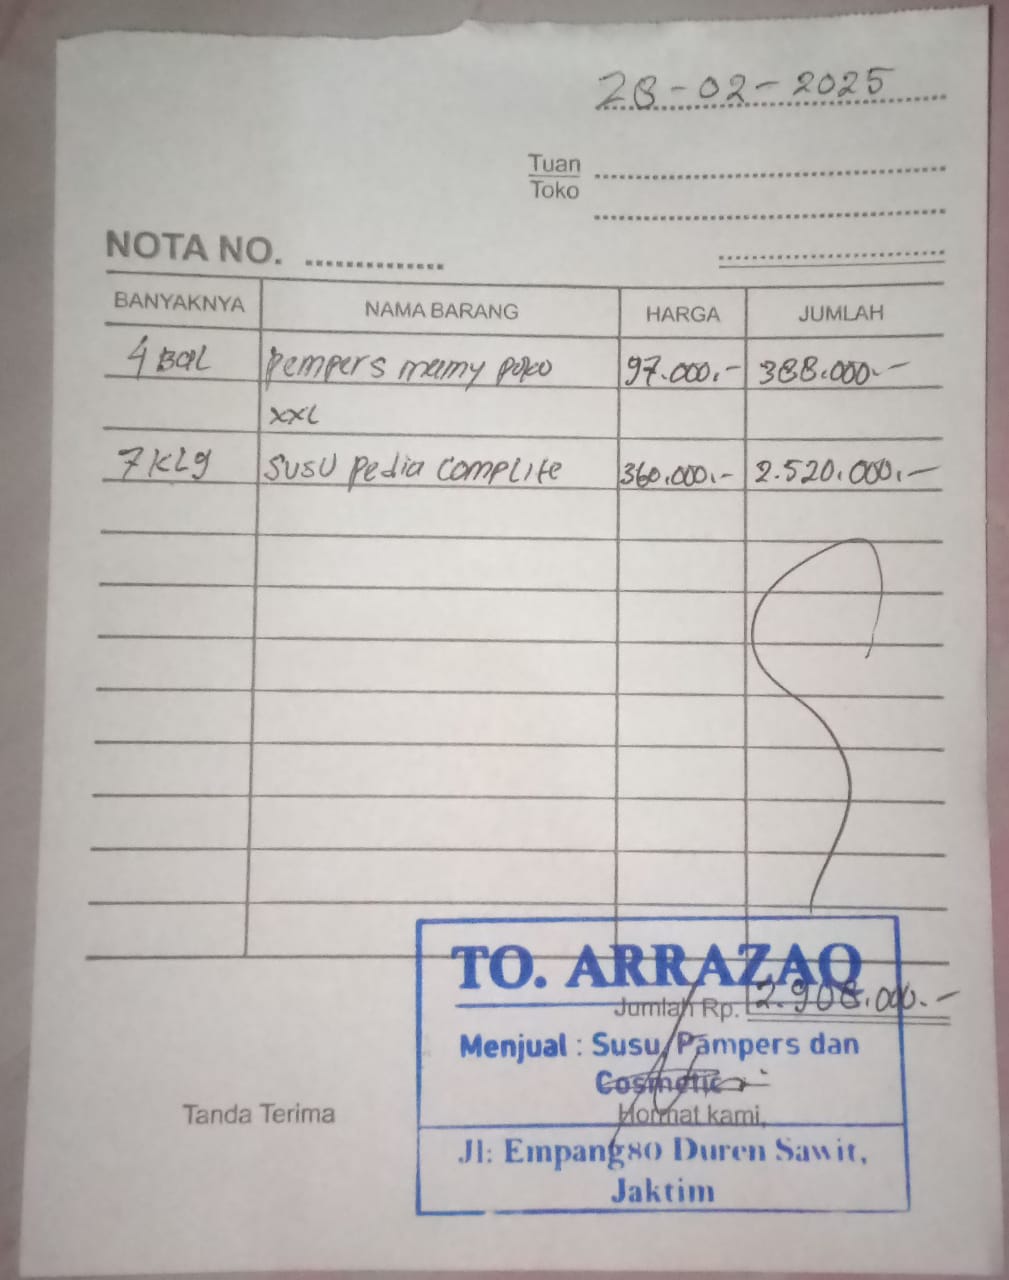 28-02-2025
Tuan
Toko
NOTA NO.
BANYAKNYA NAMA BARANG HARGA JUMLAH
4 Bal pempers mamy poko 97.000,- 388.000.-
xxL
7 KLg SUSU Pedia COMPLITE 360.000,- 2.520.000,-
TO. ARRAZAQ
Jumlah Rp. 2.908.000.-
Menjual : Susu, Pampers dan
Cosmetic
Tanda Terima Hormat kami,
Jl: Empang80 Duren Sawit,
Jaktim